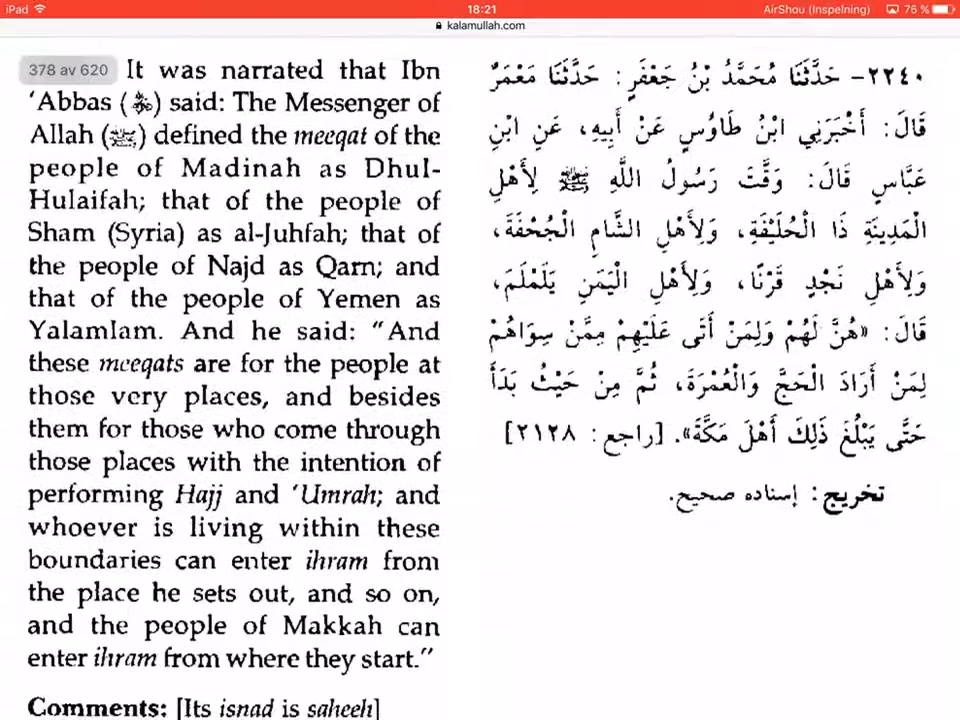 iPad 18:21 AirShou (Inspelning) 75 %
kalamullah.com
378 av 620 It was narrated that Ibn
‘Abbas (ﷺ) said: The Messenger of
Allah (ﷺ) defined the meeqat of the
people of Madinah as Dhul-
Hulaifah; that of the people of
Sham (Syria) as al-Juhfah; that of
the people of Najd as Qarn; and
that of the people of Yemen as
Yalamlam. And he said: “And
these meeqats are for the people at
those very places, and besides
them for those who come through
those places with the intention of
performing Hajj and ‘Umrah; and
whoever is living within these
boundaries can enter ihram from
the place he sets out, and so on,
and the people of Makkah can
enter ihram from where they start.”
Comments: [Its isnad is saheeh]
٢٢٤٠- حَدَّثَنَا مُحَمَّدُ بْنُ جَعْفَرٍ: حَدَّثَنَا مَعْمَرٌ
قَالَ: أَخْبَرَنِي ابْنُ طَاوُسٍ عَنْ أَبِيهِ، عَنِ ابْنِ
عَبَّاسٍ قَالَ: وَقَّتَ رَسُولُ اللَّهِ ﷺ لِأَهْلِ
الْمَدِينَةِ ذَا الْحُلَيْفَةِ، وَلِأَهْلِ الشَّامِ الْجُحْفَةَ،
وَلِأَهْلِ نَجْدٍ قَرْنًا، وَلِأَهْلِ الْيَمَنِ يَلَمْلَمَ،
قَالَ: «هُنَّ لَهُمْ وَلِمَنْ أَتَى عَلَيْهِمْ مِمَّنْ سِوَاهُمْ
لِمَنْ أَرَادَ الْحَجَّ وَالْعُمْرَةَ، ثُمَّ مِنْ حَيْثُ بَدَأَ
حَتَّى يَبْلُغَ ذَلِكَ أَهْلَ مَكَّةَ». [راجع: ٢١٢٨]
تخريج: إسناده صحيح.